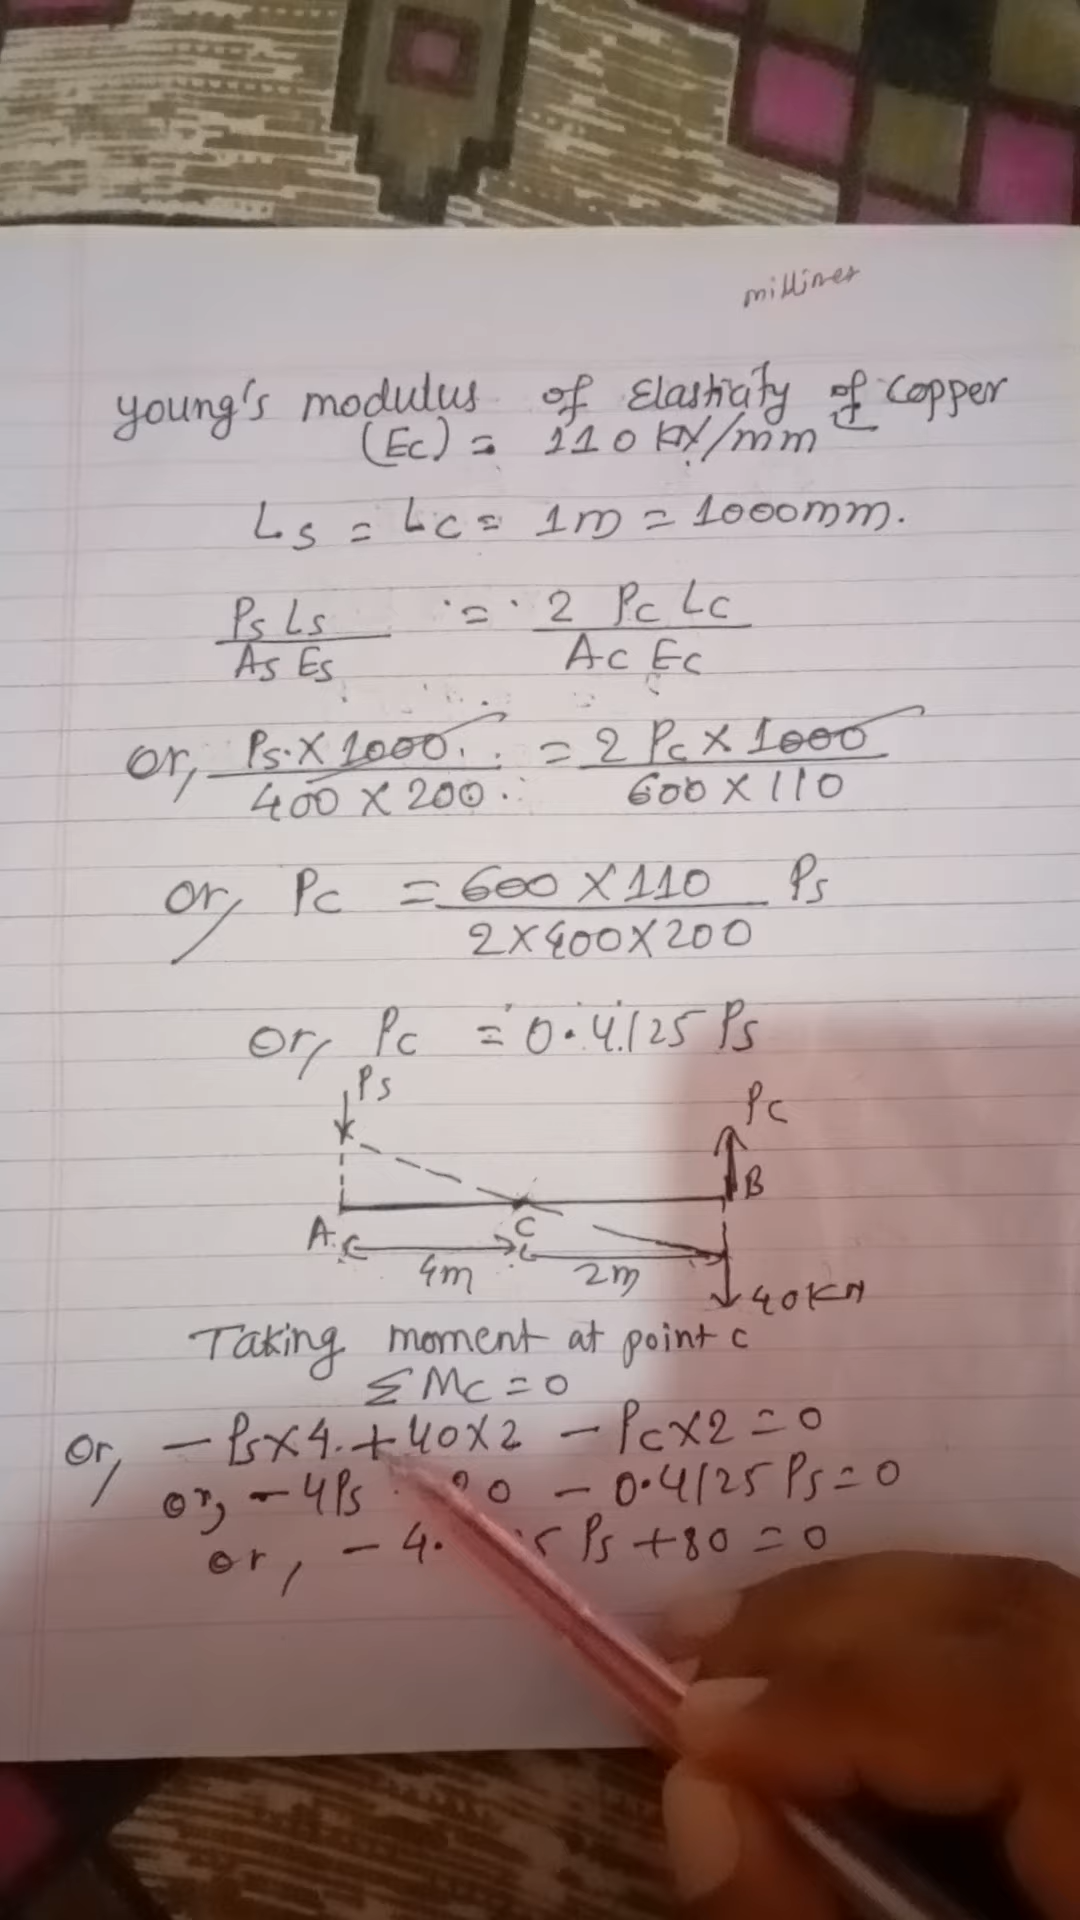 milliner
young's modulus of Elasticity of copper
(Ec) = 110 KN/mm
Ls = Lc = 1m = 1000mm.
Ps Ls / As Es = 2 Pc Lc / Ac Ec
or, Ps × 1000 / 400 × 200 = 2 Pc × 1000 / 600 × 110
or, Pc = 600 × 110 / 2×400×200 Ps
or, Pc = 0.4125 Ps
Ps
Pc
B
A
C
4m
2m
40KN
Taking moment at point c
ΣMc = 0
or, - Ps×4 + 40×2 - Pc×2 = 0
or, - 4Ps 0 - 0.4125 Ps = 0
or, - 4. 5 Ps + 80 = 0